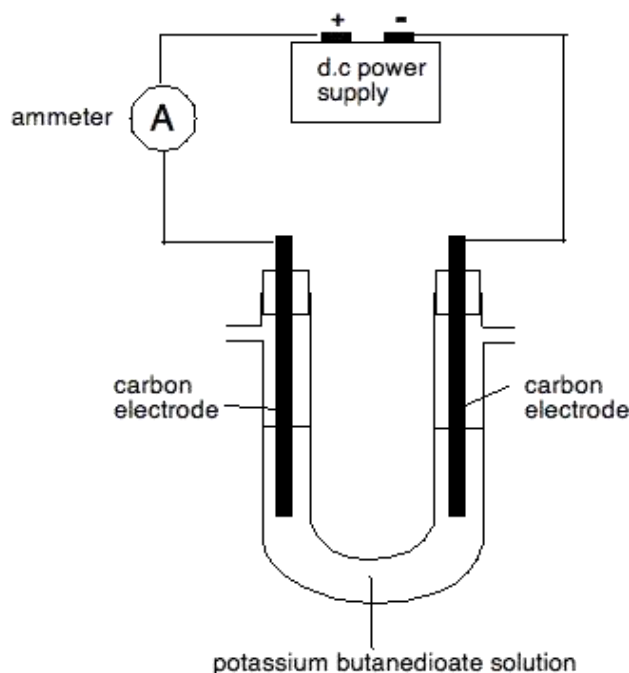 + -
d.c power
supply
ammeter
A
carbon
electrode
carbon
electrode
potassium butanedioate solution